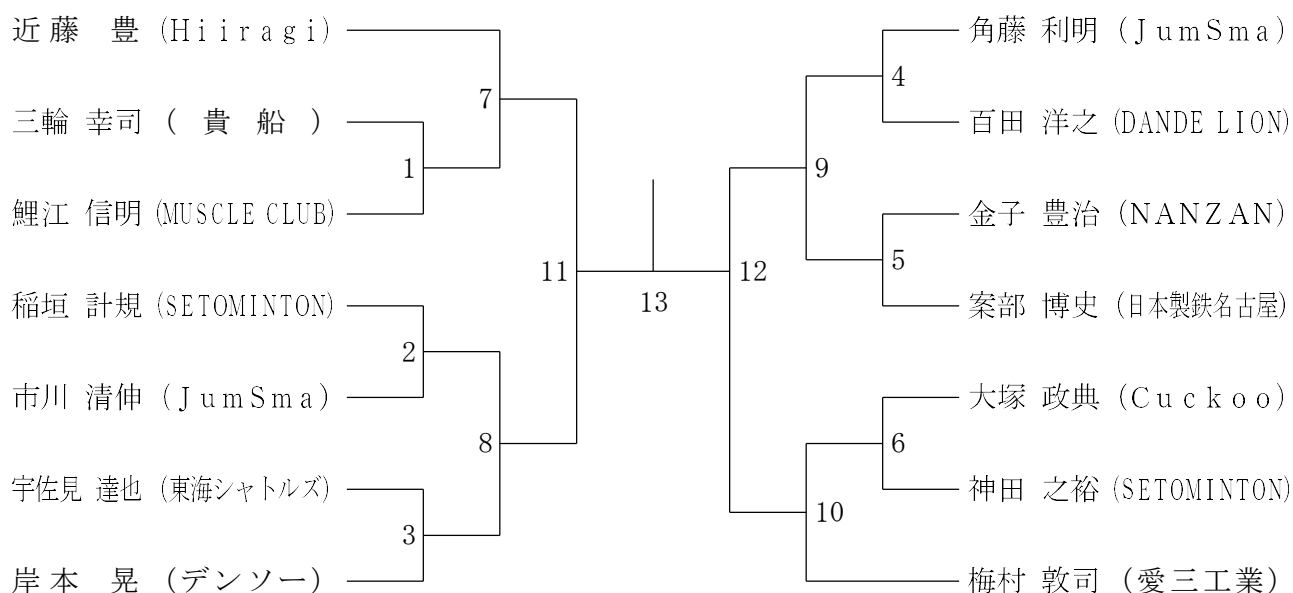 近藤 豊 (Hiiragi)
7
三輪 幸司 (貴船)
1
鯉江 信明 (MUSCLE CLUB)
11
稲垣 計規 (SETOMINTON)
2
市川 清伸 (JumSma)
8
宇佐見 達也 (東海シャトルズ)
3
岸本 晃 (デンソー)
13
角藤 利明 (JumSma)
4
百田 洋之 (DANDE LION)
9
金子 豊治 (NANZAN)
5
案部 博史 (日本製鉄名古屋)
12
大塚 政典 (Cuckoo)
6
神田 之裕 (SETOMINTON)
10
梅村 敦司 (愛三工業)